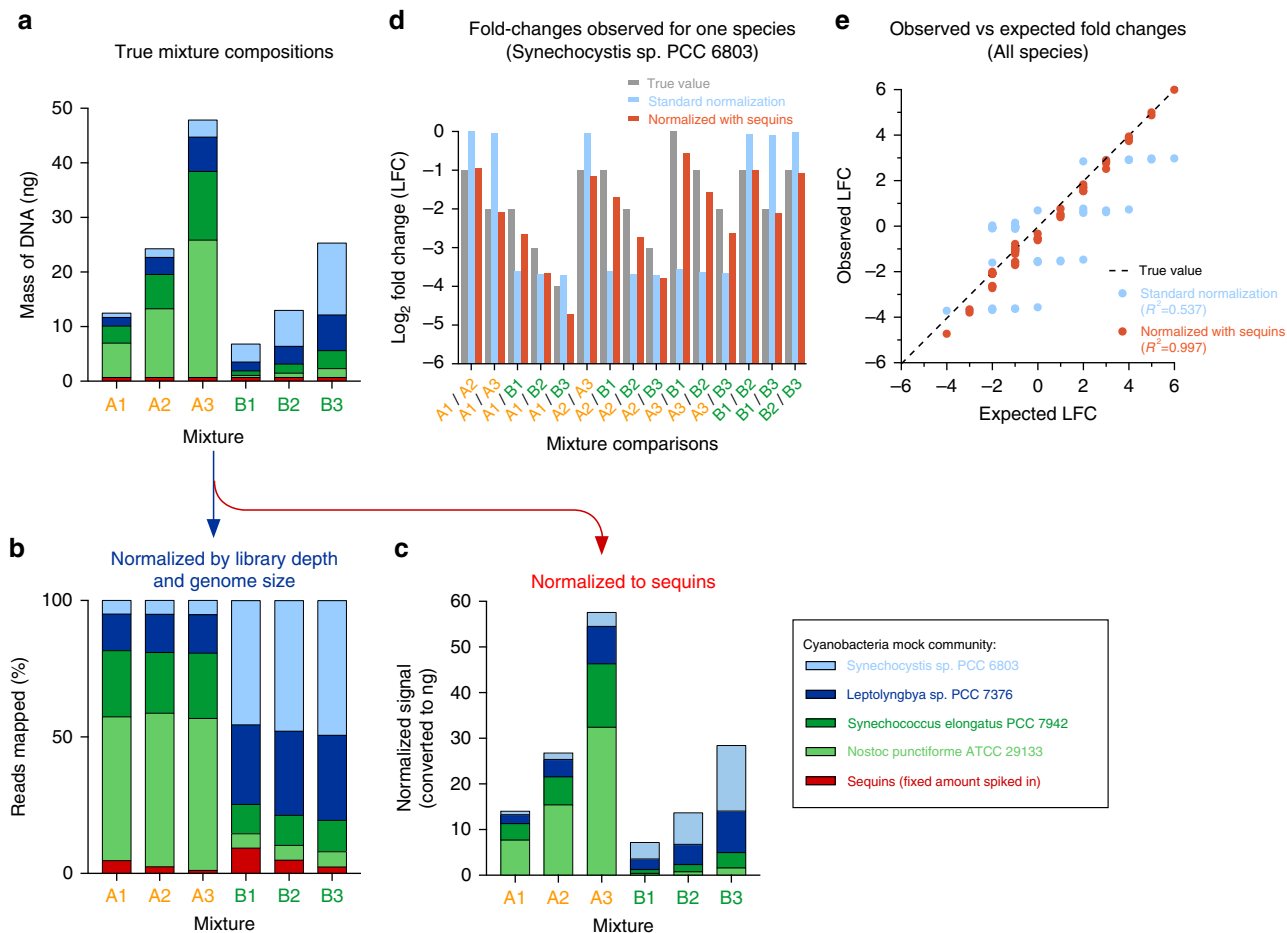 a
True mixture compositions
Mass of DNA (ng)
50
40
30
20
10
0
A1 A2 A3 B1 B2 B3
Mixture
d
Fold-changes observed for one species
(Synechocystis sp. PCC 6803)
True value
Standard normalization
Normalized with sequins
Log2 fold change (LFC)
0
−1
−2
−3
−4
−5
−6
A1 / A2
A1 / A3
A1 / B1
A1 / B2
A1 / B3
A2 / A3
A2 / B1
A2 / B2
A2 / B3
A3 / B1
A3 / B2
A3 / B3
B1 / B2
B1 / B3
B2 / B3
Mixture comparisons
e
Observed vs expected fold changes
(All species)
Observed LFC
6
4
2
0
−2
−4
−6
−6 −4 −2 0 2 4 6
Expected LFC
True value
Standard normalization
(R2=0.537)
Normalized with sequins
(R2=0.997)
b
Normalized by library depth
and genome size
Reads mapped (%)
100
50
0
A1 A2 A3 B1 B2 B3
Mixture
c
Normalized to sequins
Normalized signal
(converted to ng)
60
50
40
30
20
10
0
A1 A2 A3 B1 B2 B3
Mixture
Cyanobacteria mock community:
Synechocystis sp. PCC 6803
Leptolyngbya sp. PCC 7376
Synechococcus elongatus PCC 7942
Nostoc punctiforme ATCC 29133
Sequins (fixed amount spiked in)